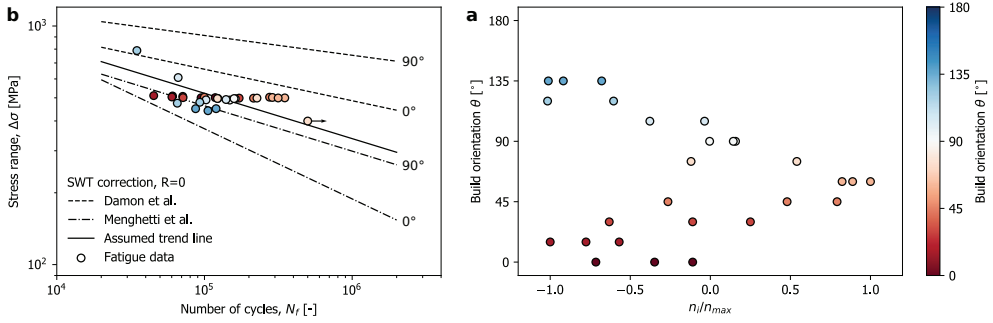 b
Stress range, Δσ [MPa]
10³
10²
90°
0°
90°
0°
SWT correction, R=0
Damon et al.
Menghetti et al.
Assumed trend line
Fatigue data
10⁴
10⁵
10⁶
Number of cycles, N_f [-]
a
Build orientation θ [°]
180
135
90
45
0
−1.0
−0.5
0.0
0.5
1.0
n_i/n_max
180
135
90
45
0
Build orientation θ [°]